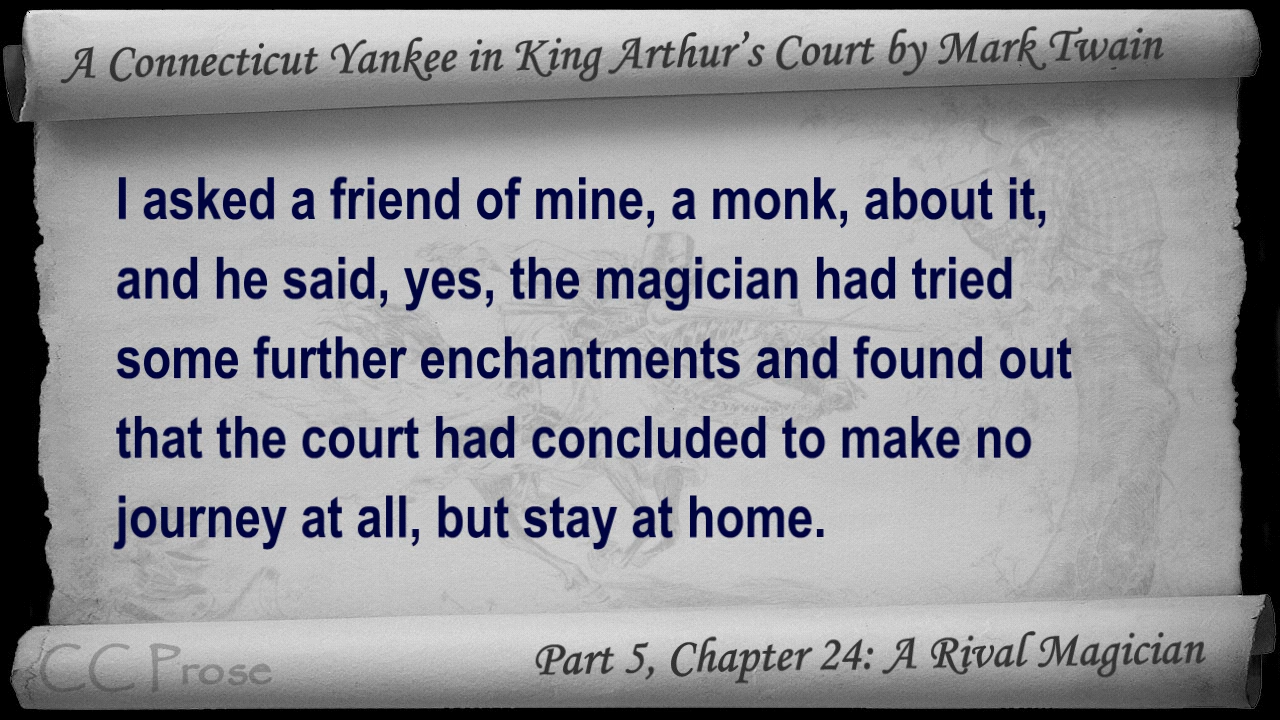 A Connecticut Yankee in King Arthur's Court by Mark Twain
I asked a friend of mine, a monk, about it,
and he said, yes, the magician had tried
some further enchantments and found out
that the court had concluded to make no
journey at all, but stay at home.
CC Prose
Part 5, Chapter 24: A Rival Magician